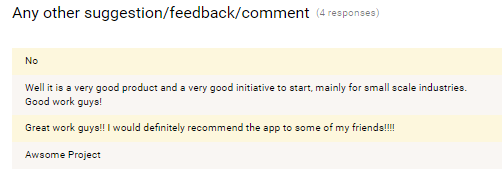 Any other suggestion/feedback/comment (4 responses)
No
Well it is a very good product and a very good initiative to start, mainly for small scale industries.
Good work guys!
Great work guys!! I would definitely recommend the app to some of my friends!!!!
Awsome Project